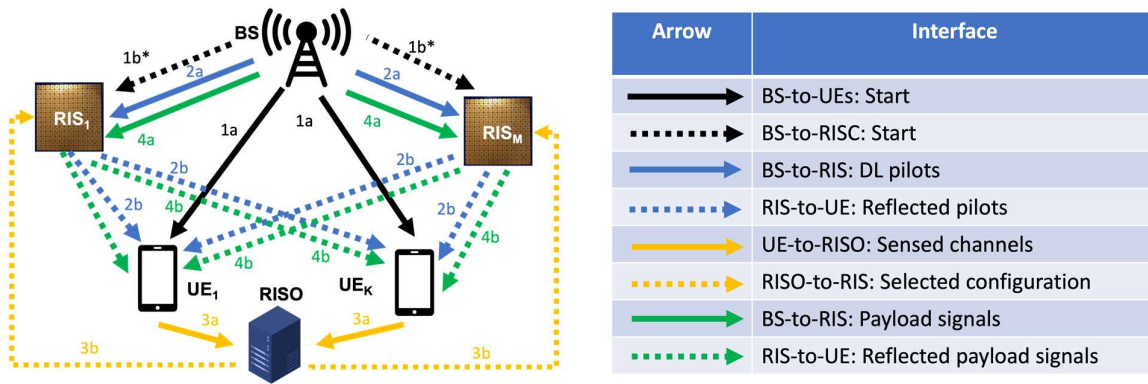 BS
1b*
1b*
2a
2a
RIS1
RISM
4a
1a
1a
4a
2b
2b
2b
4b
2b
4b
4b
4b
UE1
RISO
UEK
3a
3a
3b
3b
Arrow Interface
BS-to-UEs: Start
BS-to-RISC: Start
BS-to-RIS: DL pilots
RIS-to-UE: Reflected pilots
UE-to-RISO: Sensed channels
RISO-to-RIS: Selected configuration
BS-to-RIS: Payload signals
RIS-to-UE: Reflected payload signals